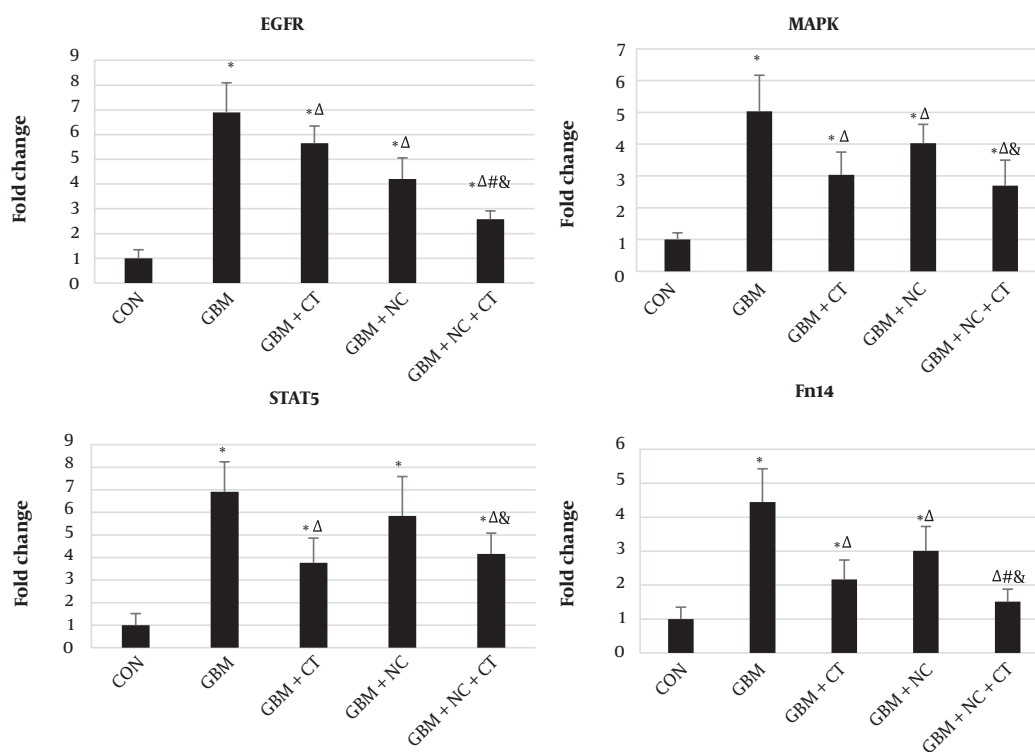 EGFR
Fold change
9
8
7
6
5
4
3
2
1
0
*
*Δ
*Δ
*Δ#&
CON
GBM
GBM + CT
GBM + NC
GBM + NC + CT
MAPK
Fold change
7
6
5
4
3
2
1
0
*
*Δ
*Δ
*Δ&
CON
GBM
GBM + CT
GBM + NC
GBM + NC + CT
STAT5
Fold change
9
8
7
6
5
4
3
2
1
0
*
*Δ
*
*Δ&
CON
GBM
GBM + CT
GBM + NC
GBM + NC + CT
Fn14
Fold change
6
5
4
3
2
1
0
*
*Δ
*Δ
Δ#&
CON
GBM
GBM + CT
GBM + NC
GBM + NC + CT